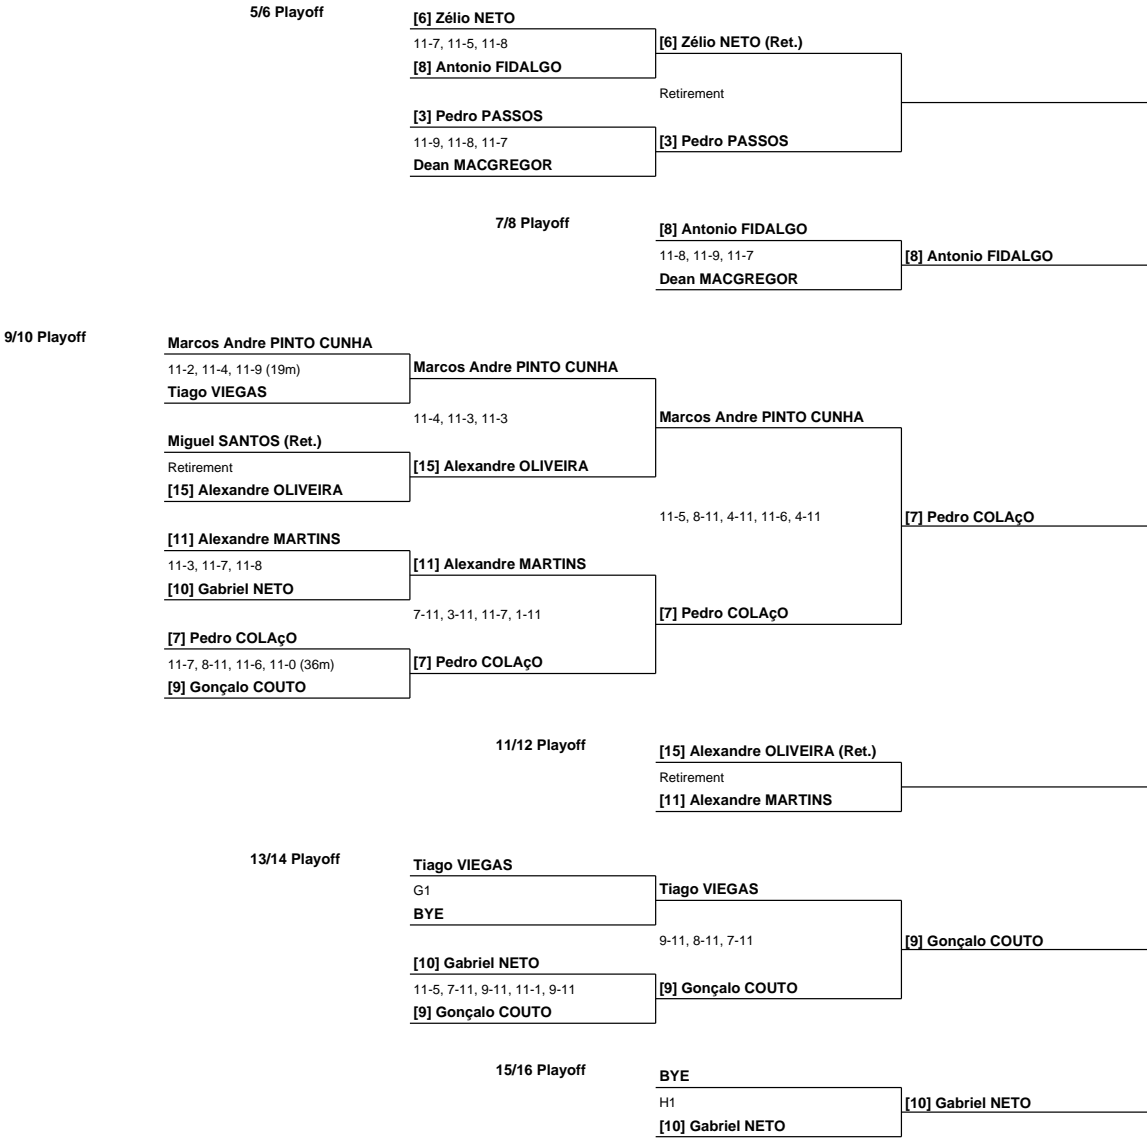 5/6 Playoff
[6] Zélio NETO
11-7, 11-5, 11-8
[6] Zélio NETO (Ret.)
[8] Antonio FIDALGO
Retirement
[3] Pedro PASSOS
11-9, 11-8, 11-7
[3] Pedro PASSOS
Dean MACGREGOR
7/8 Playoff
[8] Antonio FIDALGO
11-8, 11-9, 11-7
[8] Antonio FIDALGO
Dean MACGREGOR
9/10 Playoff
Marcos Andre PINTO CUNHA
11-2, 11-4, 11-9 (19m)
Marcos Andre PINTO CUNHA
Tiago VIEGAS
11-4, 11-3, 11-3
Marcos Andre PINTO CUNHA
Miguel SANTOS (Ret.)
Retirement
[15] Alexandre OLIVEIRA
[15] Alexandre OLIVEIRA
11-5, 8-11, 4-11, 11-6, 4-11
[7] Pedro COLAçO
[11] Alexandre MARTINS
11-3, 11-7, 11-8
[11] Alexandre MARTINS
[10] Gabriel NETO
7-11, 3-11, 11-7, 1-11
[7] Pedro COLAçO
[7] Pedro COLAçO
11-7, 8-11, 11-6, 11-0 (36m)
[7] Pedro COLAçO
[9] Gonçalo COUTO
11/12 Playoff
[15] Alexandre OLIVEIRA (Ret.)
Retirement
[11] Alexandre MARTINS
13/14 Playoff
Tiago VIEGAS
G1
Tiago VIEGAS
BYE
9-11, 8-11, 7-11
[9] Gonçalo COUTO
[10] Gabriel NETO
11-5, 7-11, 9-11, 11-1, 9-11
[9] Gonçalo COUTO
[9] Gonçalo COUTO
15/16 Playoff
BYE
H1
[10] Gabriel NETO
[10] Gabriel NETO